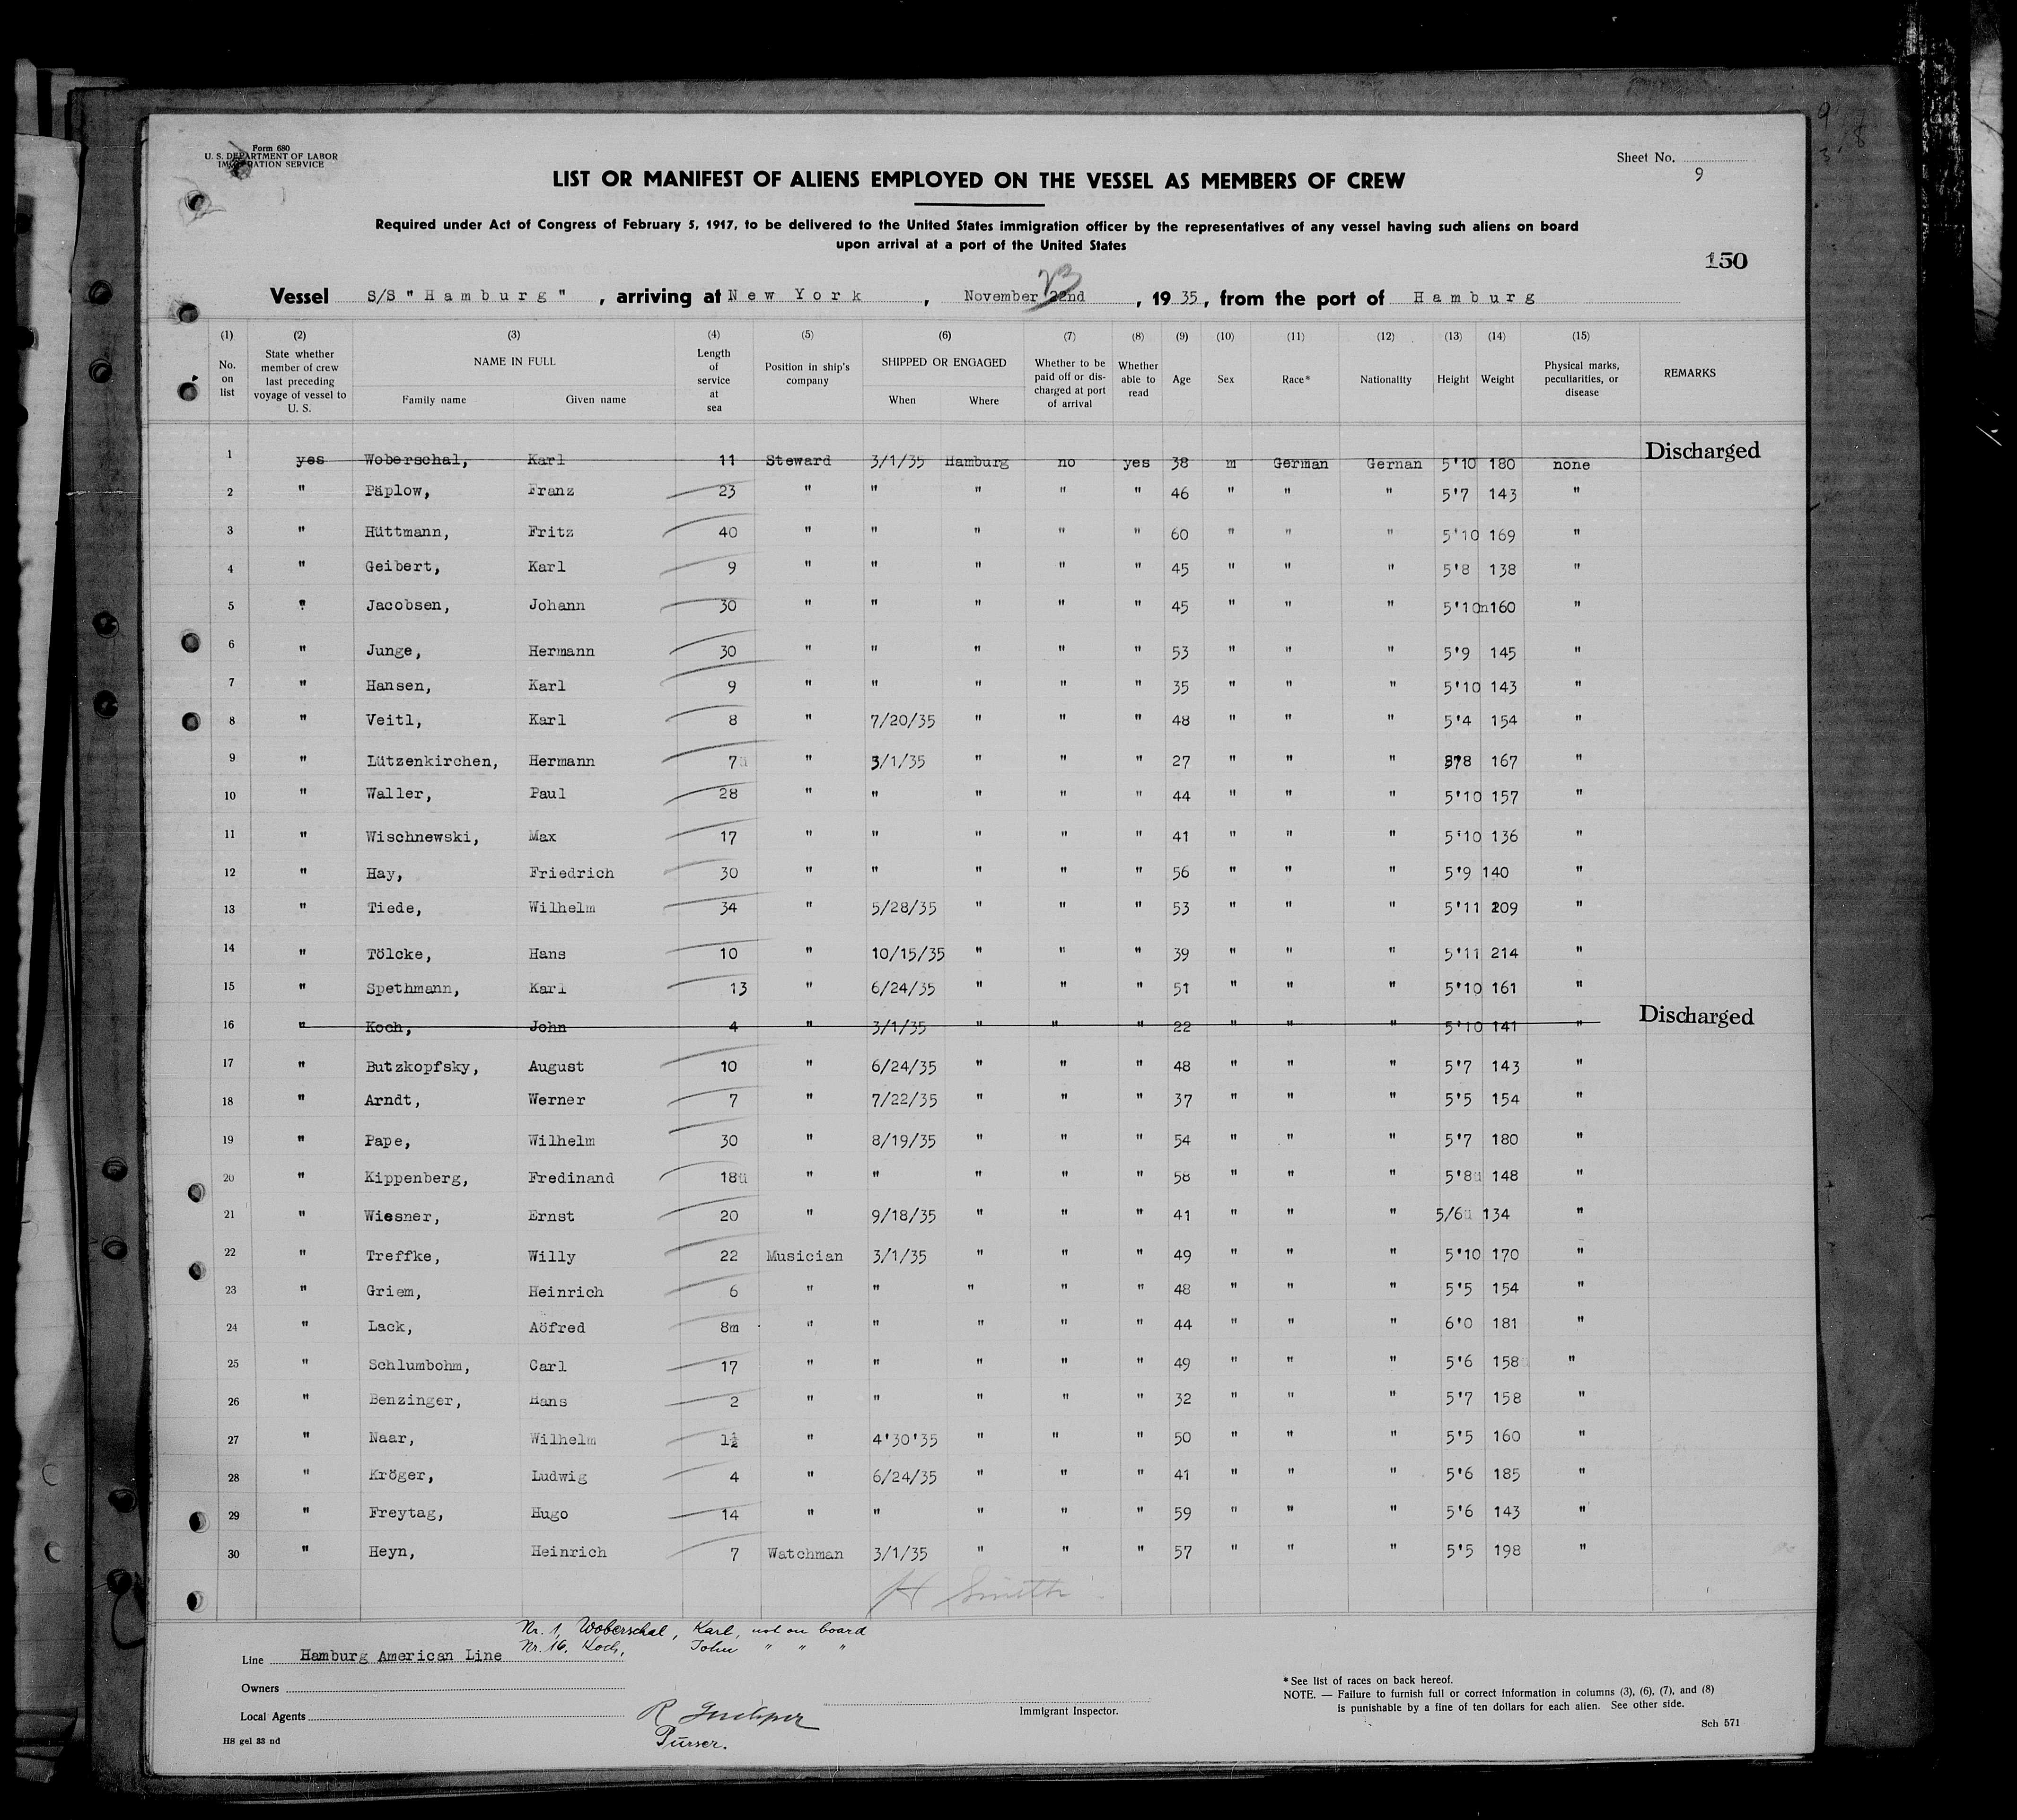 Form 680
U. S. DEPARTMENT OF LABOR
IMMIGRATION SERVICE
Sheet No. 9
LIST OR MANIFEST OF ALIENS EMPLOYED ON THE VESSEL AS MEMBERS OF CREW
Required under Act of Congress of February 5, 1917, to be delivered to the United States immigration officer by the representatives of any vessel having such aliens on board
upon arrival at a port of the United States
150
Vessel S/S "Hamburg", arriving at New York, November 22nd 23, 1935, from the port of Hamburg
(1) (2) (3) (4) (5) (6) (7) (8) (9) (10) (11) (12) (13) (14) (15)
No. on list State whether member of crew last preceding voyage of vessel to U. S. NAME IN FULL Family name Given name Length of service at sea Position in ship's company SHIPPED OR ENGAGED When Where Whether to be paid off or discharged at port of arrival Whether able to read Age Sex Race* Nationality Height Weight Physical marks, peculiarities, or disease REMARKS
1 yes Woberschal, Karl 11 Steward 3/1/35 Hamburg no yes 38 m German Gernan 5'10 180 none Discharged
2 " Päplow, Franz 23 " " " " " 46 " " " 5'7 143 "
3 " Hüttmann, Fritz 40 " " " " " 60 " " " 5'10 169 "
4 " Geibert, Karl 9 " " " " " 45 " " " 5'8 138 "
5 " Jacobsen, Johann 30 " " " " " 45 " " " 5'10 160 "
6 " Junge, Hermann 30 " " " " " 53 " " " 5'9 145 "
7 " Hansen, Karl 9 " " " " " 35 " " " 5'10 143 "
8 " Veitl, Karl 8 " 7/20/35 " " " 48 " " " 5'4 154 "
9 " Lützenkirchen, Hermann 7 " 3/1/35 " " " 27 " " " 5'8 167 "
10 " Waller, Paul 28 " " " " " 44 " " " 5'10 157 "
11 " Wischnewski, Max 17 " " " " " 41 " " " 5'10 136 "
12 " Hay, Friedrich 30 " " " " " 56 " " " 5'9 140 "
13 " Tiede, Wilhelm 34 " 5/28/35 " " " 53 " " " 5'11 209 "
14 " Tölcke, Hans 10 " 10/15/35 " " " 39 " " " 5'11 214 "
15 " Spethmann, Karl 13 " 6/24/35 " " " 51 " " " 5'10 161 "
16 " Koch, John 4 " 3/1/35 " " " 22 " " " 5'10 141 " Discharged
17 " Butzkopfsky, August 10 " 6/24/35 " " " 48 " " " 5'7 143 "
18 " Arndt, Werner 7 " 7/22/35 " " " 37 " " " 5'5 154 "
19 " Pape, Wilhelm 30 " 8/19/35 " " " 54 " " " 5'7 180 "
20 " Kippenberg, Fredinand 18 " " " " " 58 " " " 5'8 148 "
21 " Wiesner, Ernst 20 " 9/18/35 " " " 41 " " " 5/6 134 "
22 " Treffke, Willy 22 Musician 3/1/35 " " " 49 " " " 5'10 170 "
23 " Griem, Heinrich 6 " " " " " 48 " " " 5'5 154 "
24 " Lack, Aöfred 8m " " " " " 44 " " " 6'0 181 "
25 " Schlumbohm, Carl 17 " " " " " 49 " " " 5'6 158 "
26 " Benzinger, Hans 2 " " " " " 32 " " " 5'7 158 "
27 " Naar, Wilhelm 1½ " 4'30'35 " " " 50 " " " 5'5 160 "
28 " Kröger, Ludwig 4 " 6/24/35 " " " 41 " " " 5'6 185 "
29 " Freytag, Hugo 14 " " " " " 59 " " " 5'6 143 "
30 " Heyn, Heinrich 7 Watchman 3/1/35 " " " 57 " " " 5'5 198 "
H Smith
Nr. 1, Woberschal, Karl, not on board
Nr. 16, Koch, John " " "
Line Hamburg American Line
Owners
Local Agents
R
Purser.
Immigrant Inspector.
*See list of races on back hereof.
NOTE. — Failure to furnish full or correct information in columns (3), (6), (7), and (8)
is punishable by a fine of ten dollars for each alien. See other side.
H8 gel 33 nd
Sch 571